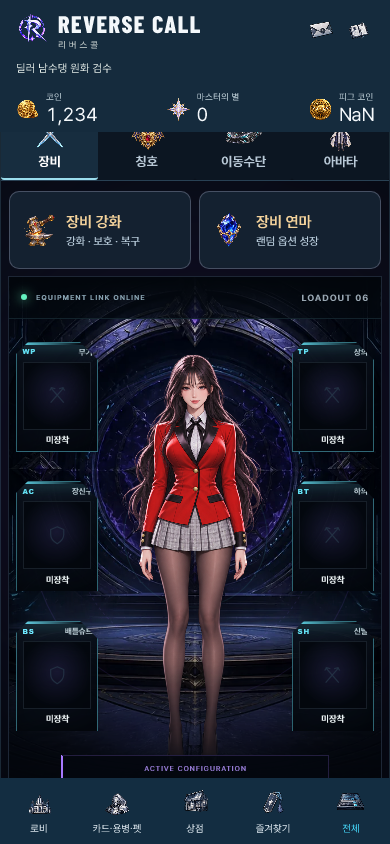 REVERSE CALL
리버스콜
딜러 남수댕 원화 검수
코인
1,234
마스터의 별
0
피그 코인
NaN
장비
칭호
이동수단
아바타
장비 강화
강화 · 보호 · 복구
장비 연마
랜덤 옵션 성장
EQUIPMENT LINK ONLINE
LOADOUT 06
WP
미장착
TP
미장착
AC
미장착
BT
미장착
BS
미장착
SH
미장착
ACTIVE CONFIGURATION
로비
카드·용병·펫
상점
즐겨찾기
전체